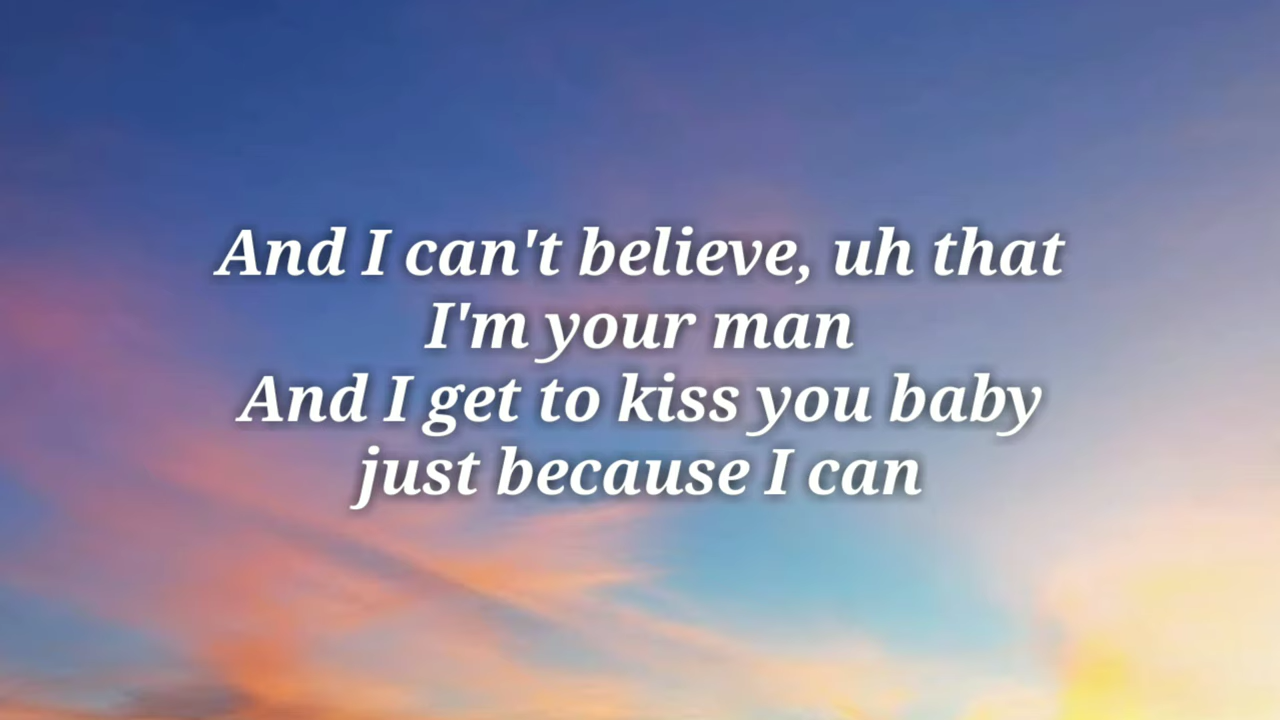 And I can't believe, uh that
I'm your man
And I get to kiss you baby
just because I can